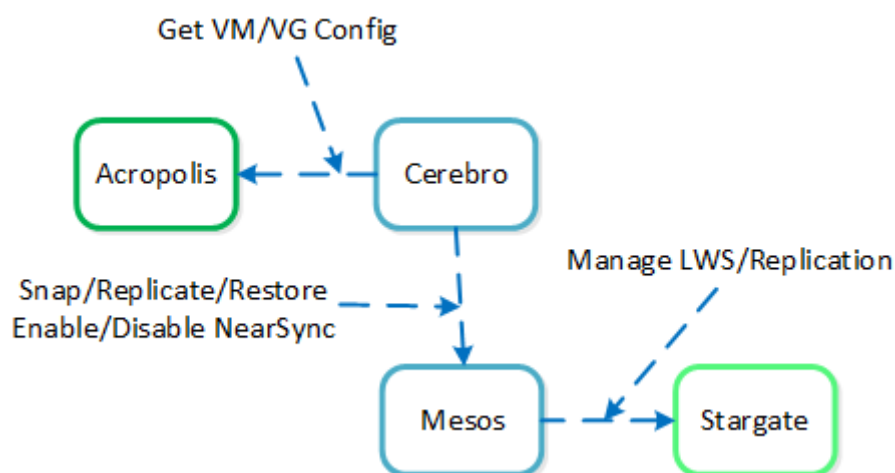 Get VM/VG Config
Acropolis
Cerebro
Manage LWS/Replication
Snap/Replicate/Restore
Enable/Disable NearSync
Mesos
Stargate